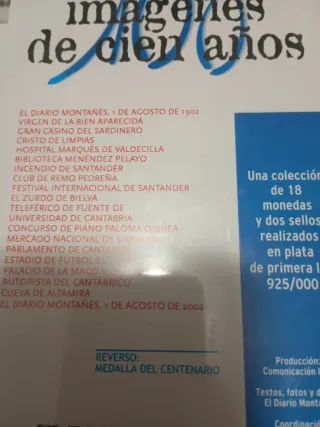 imágenes
de cien años
EL DIARIO MONTAÑÉS, 1 DE AGOSTO DE 1902
VIRGEN DE LA BIEN APARECIDA
GRAN CASINO DEL SARDINERO
CRISTO DE LIMPIAS
HOSPITAL MARQUÉS DE VALDECILLA
BIBLIOTECA MENÉNDEZ PELAYO
INCENDIO DE SANTANDER
CLUB DE REMO PEDREÑA
FESTIVAL INTERNACIONAL DE SANTANDER
EL ZURDO DE BIELVA
TELEFÉRICO DE FUENTE DÉ
UNIVERSIDAD DE CANTABRIA
CONCURSO DE PIANO PALOMA O'SHEA
MERCADO NACIONAL DE
PARLAMENTO DE CANTABRIA
ESTADIO DE FÚTBOL EL
PALACIO DE LA MAGDALENA
AUTOPISTA DEL CANTÁBRICO
CUEVA DE ALTAMIRA
EL DIARIO MONTAÑÉS, 1 DE AGOSTO DE 2002
REVERSO:
MEDALLA DEL CENTENARIO
Una colección
de 18
monedas
y dos sellos
realizados
en plata
de primera l
925/000
Producción:
Comunicación
Textos, fotos y d
El Diario Mont
Coordinació